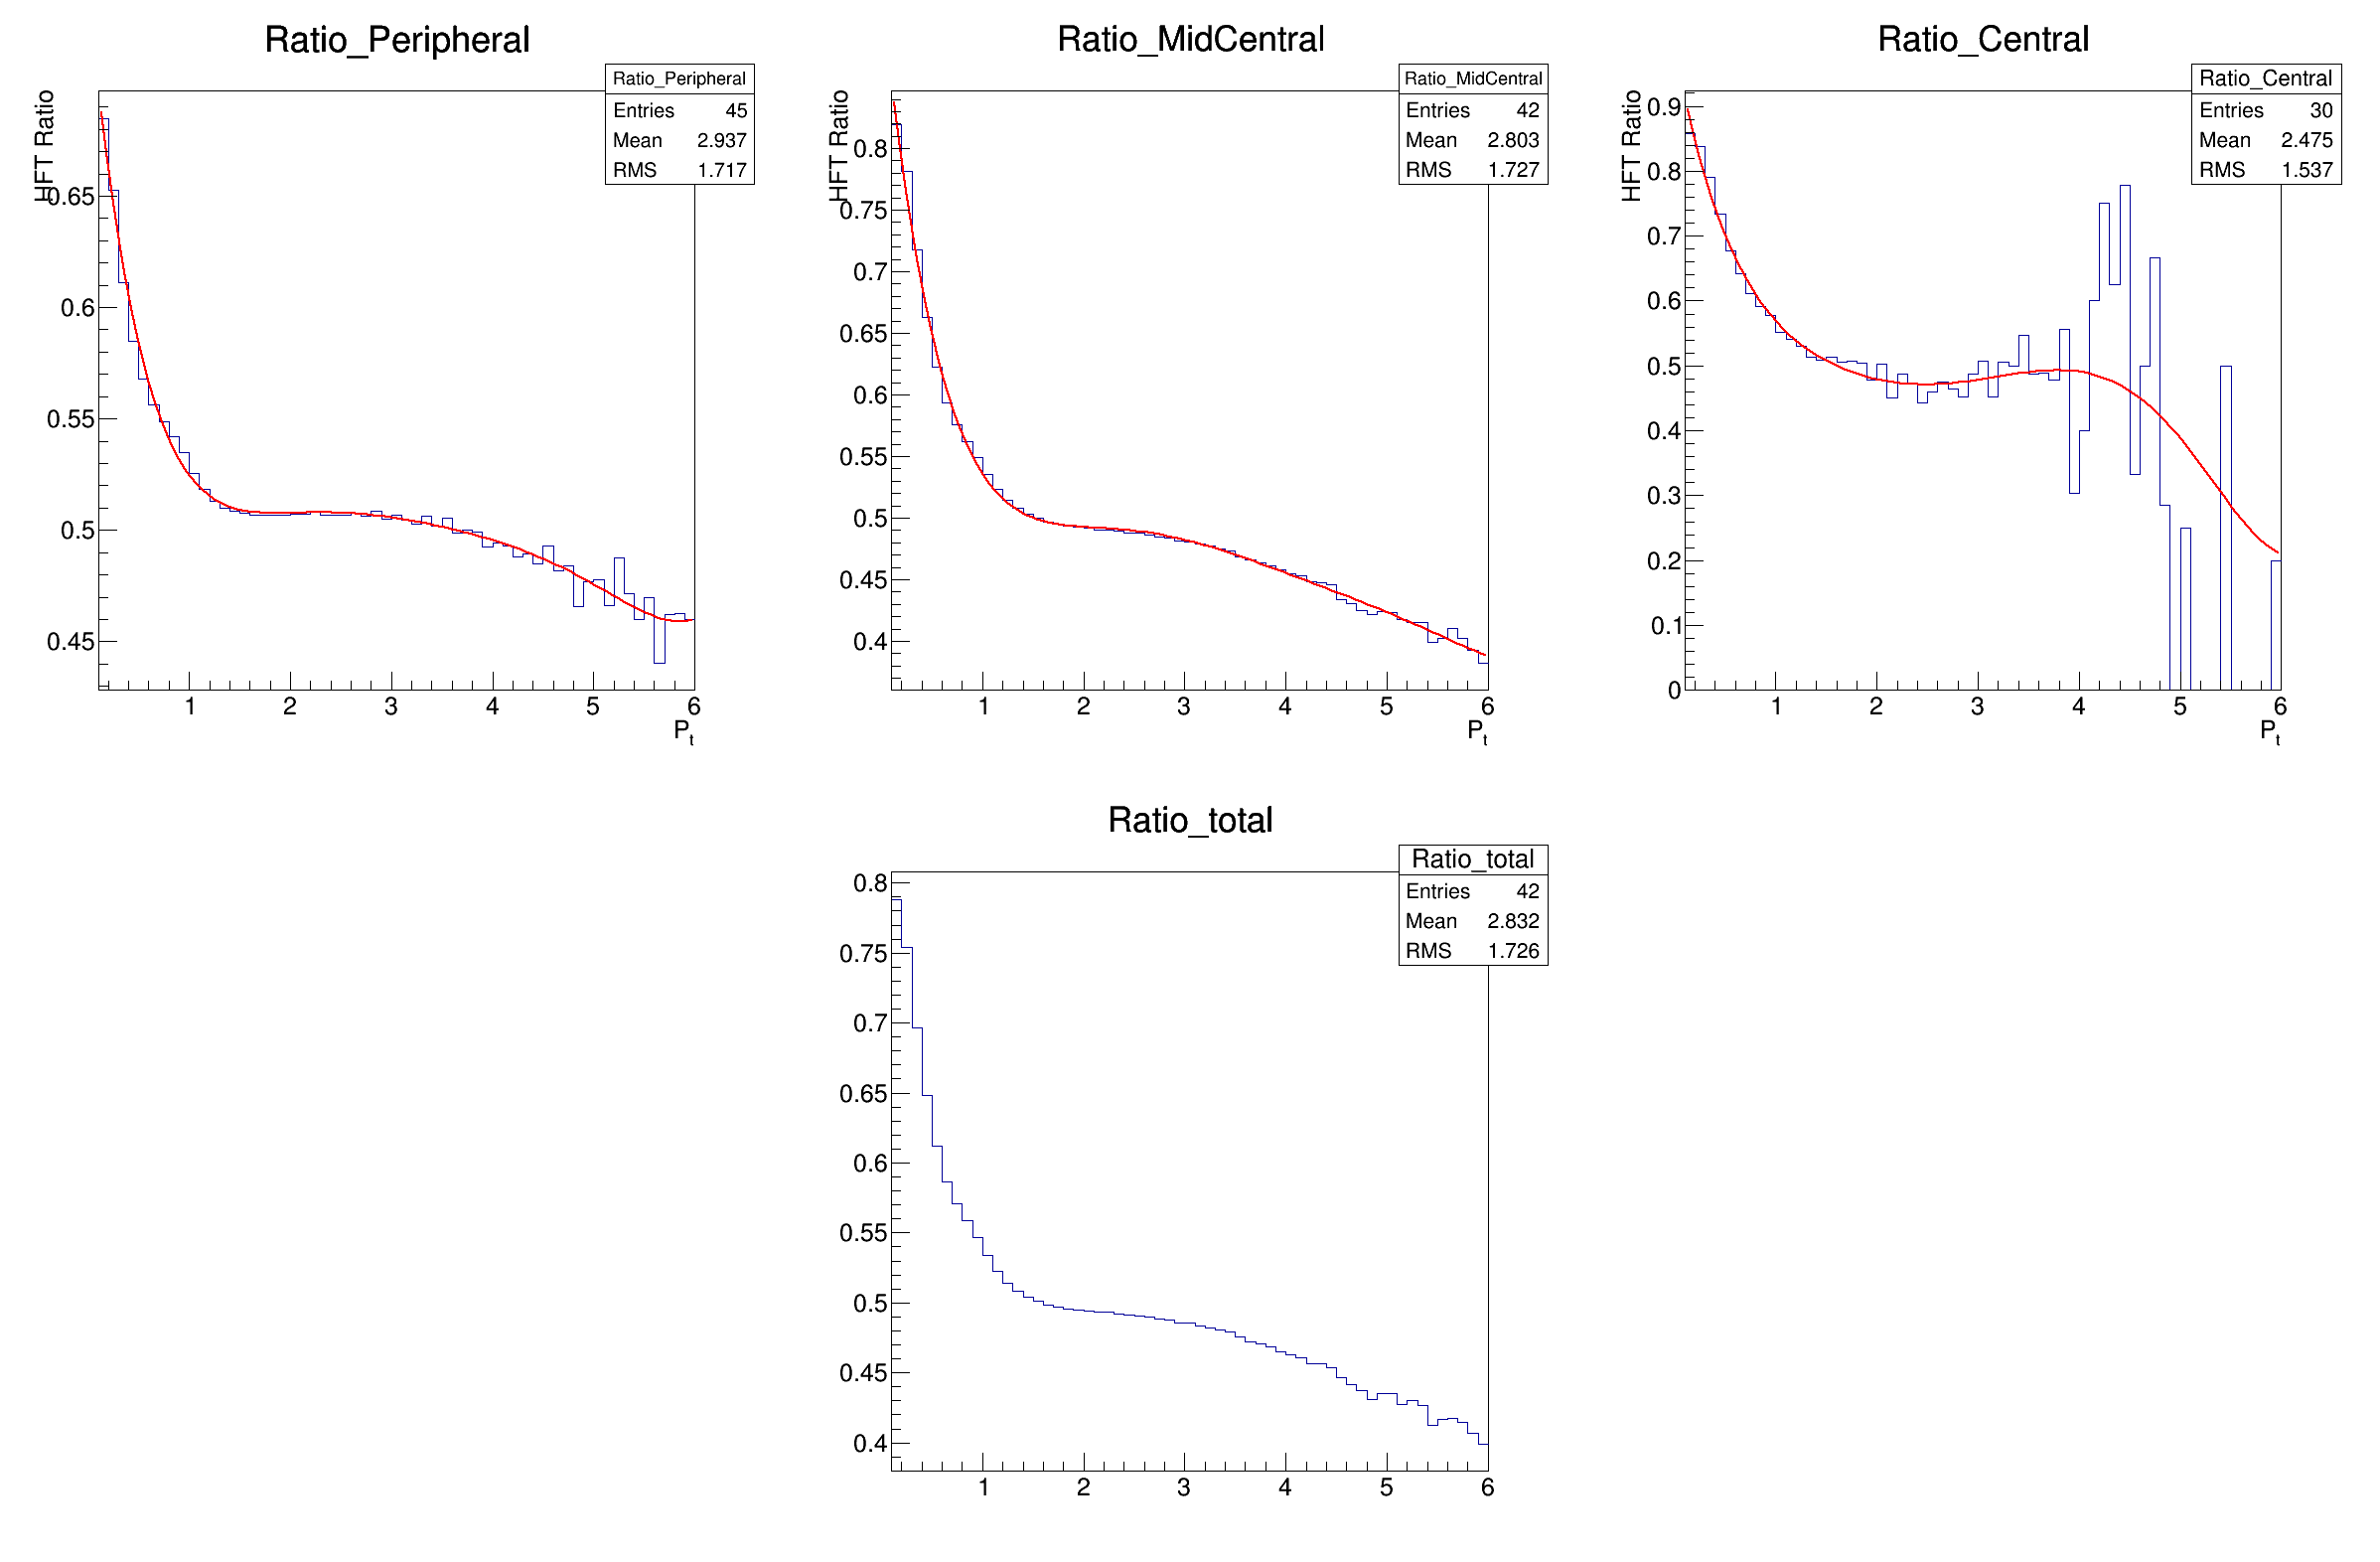 Ratio_Peripheral
HFT Ratio
Ratio_Peripheral
Entries 45
Mean 2.937
RMS 1.717
0.65
0.6
0.55
0.5
0.45
1 2 3 4 5 6
Pt
Ratio_MidCentral
HFT Ratio
Ratio_MidCentral
Entries 42
Mean 2.803
RMS 1.727
0.8
0.75
0.7
0.65
0.6
0.55
0.5
0.45
0.4
1 2 3 4 5 6
Pt
Ratio_Central
HFT Ratio
Ratio_Central
Entries 30
Mean 2.475
RMS 1.537
0.9
0.8
0.7
0.6
0.5
0.4
0.3
0.2
0.1
0
1 2 3 4 5 6
Pt
Ratio_total
Ratio_total
Entries 42
Mean 2.832
RMS 1.726
0.8
0.75
0.7
0.65
0.6
0.55
0.5
0.45
0.4
1 2 3 4 5 6